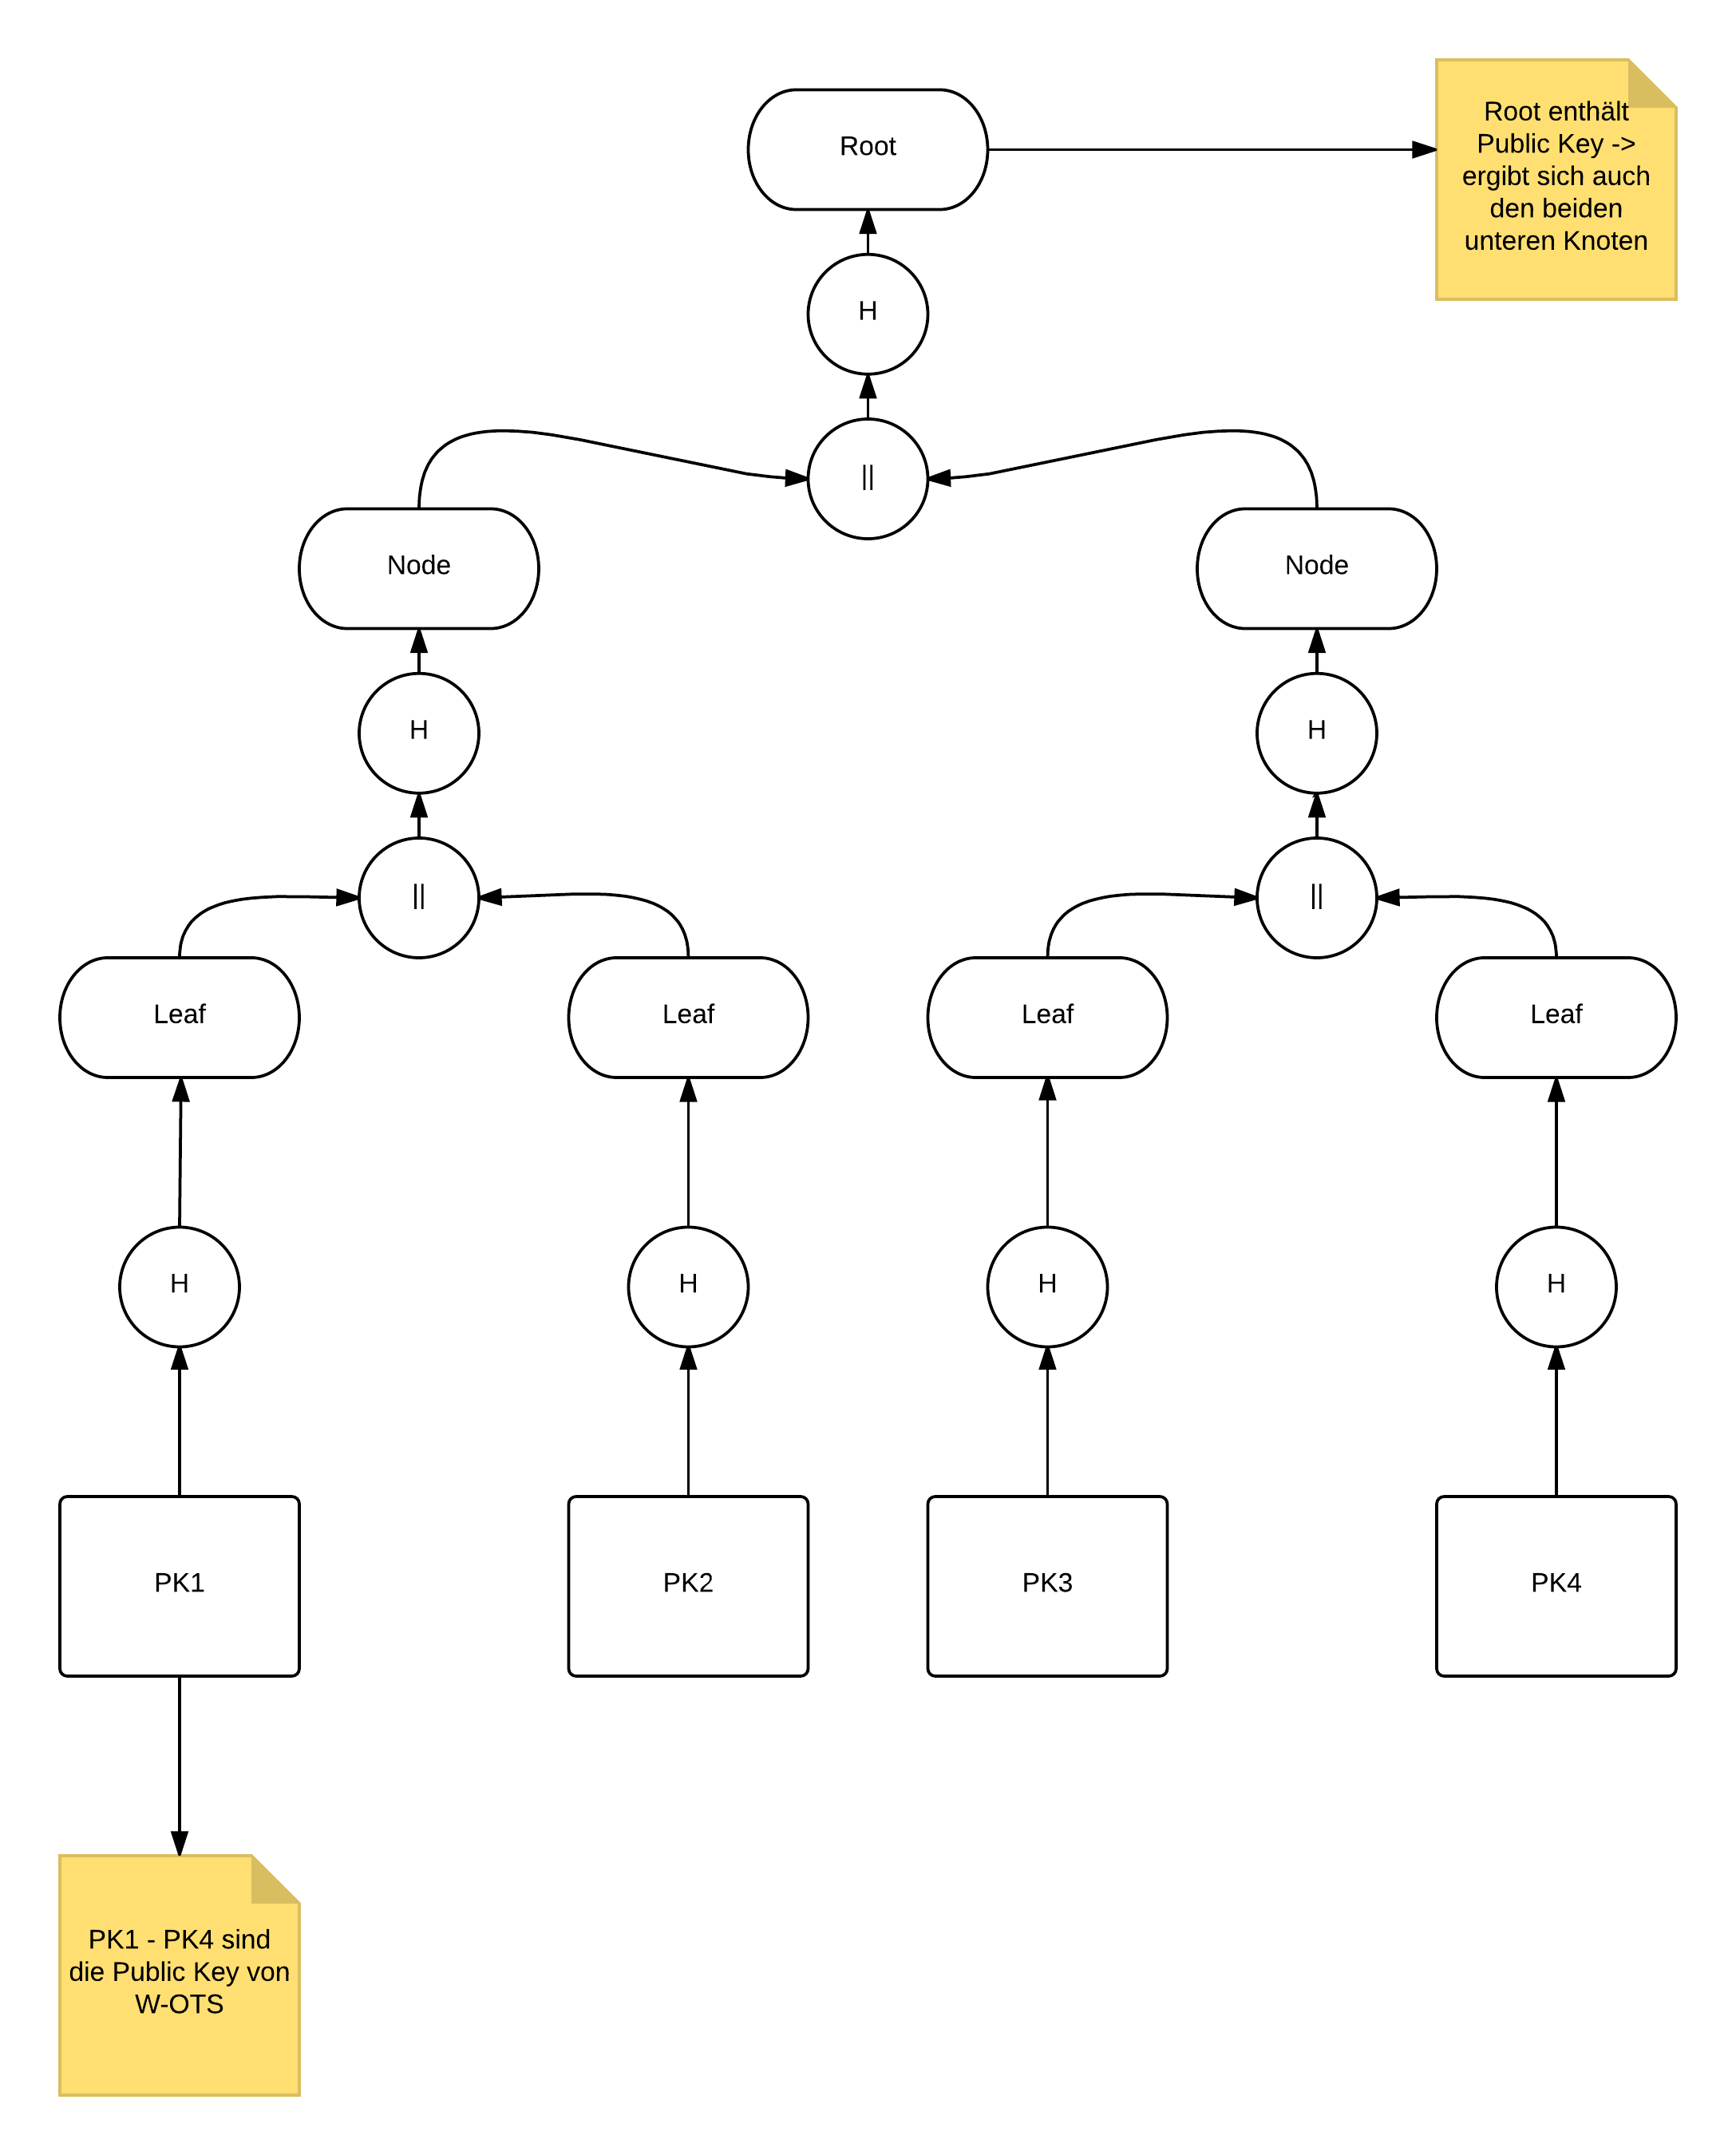 Root
Root enthält
Public Key ->
ergibt sich auch
den beiden
unteren Knoten
H
||
Node
Node
H
H
||
||
Leaf
Leaf
Leaf
Leaf
H
H
H
H
PK1
PK2
PK3
PK4
PK1 - PK4 sind
die Public Key von
W-OTS